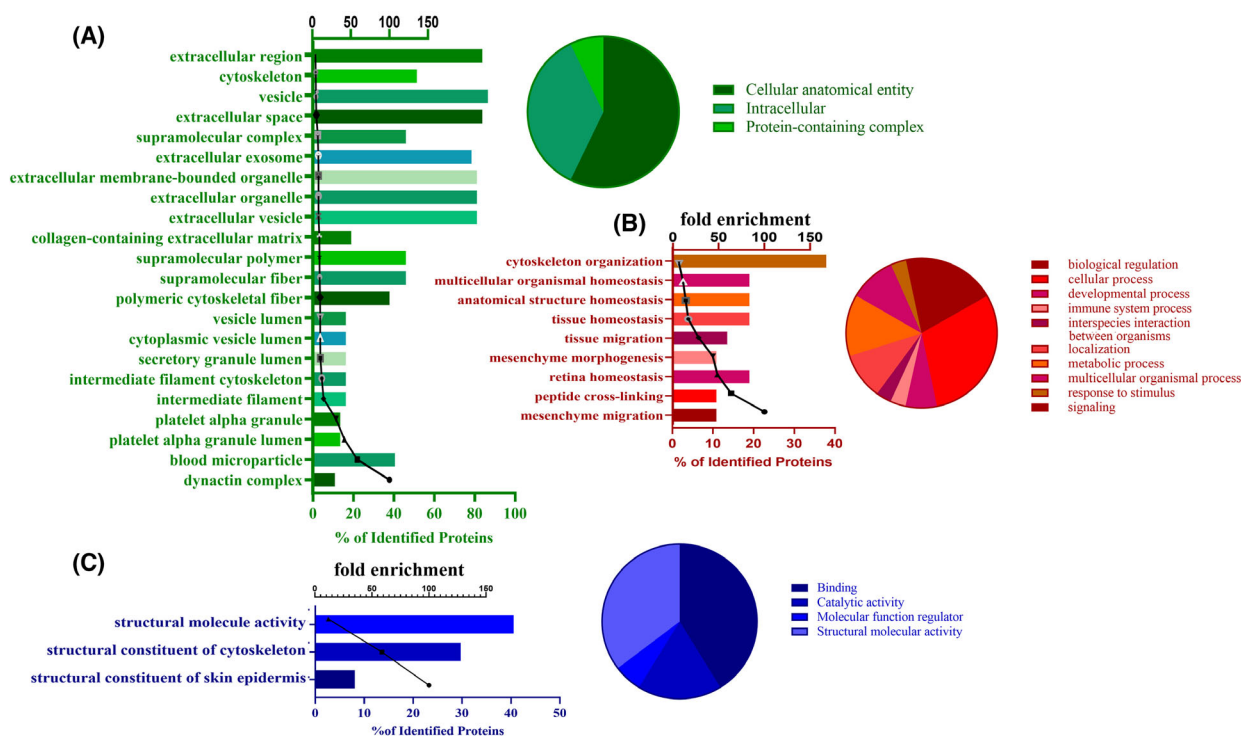 (A)
0 50 100 150
extracellular region
cytoskeleton
vesicle
extracellular space
supramolecular complex
extracellular exosome
extracellular membrane-bounded organelle
extracellular organelle
extracellular vesicle
collagen-containing extracellular matrix
supramolecular polymer
supramolecular fiber
polymeric cytoskeletal fiber
vesicle lumen
cytoplasmic vesicle lumen
secretory granule lumen
intermediate filament cytoskeleton
intermediate filament
platelet alpha granule
platelet alpha granule lumen
blood microparticle
dynactin complex
0 20 40 60 80 100
% of Identified Proteins
Cellular anatomical entity
Intracellular
Protein-containing complex
(B)
fold enrichment
0 50 100 150
cytoskeleton organization
multicellular organismal homeostasis
anatomical structure homeostasis
tissue homeostasis
tissue migration
mesenchyme morphogenesis
retina homeostasis
peptide cross-linking
mesenchyme migration
0 10 20 30 40
% of Identified Proteins
biological regulation
cellular process
developmental process
immune system process
interspecies interaction
between organisms
localization
metabolic process
multicellular organismal process
response to stimulus
signaling
(C)
fold enrichment
0 50 100 150
structural molecule activity
structural constituent of cytoskeleton
structural constituent of skin epidermis
0 10 20 30 40 50
%of Identified Proteins
Binding
Catalytic activity
Molecular function regulator
Structural molecular activity